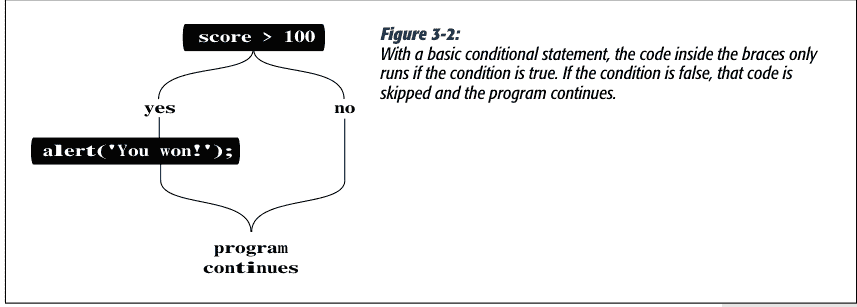 score > 100
Figure 3-2:
With a basic conditional statement, the code inside the braces only
runs if the condition is true. If the condition is false, that code is
skipped and the program continues.
yes
no
alert('You won!');
program
continues